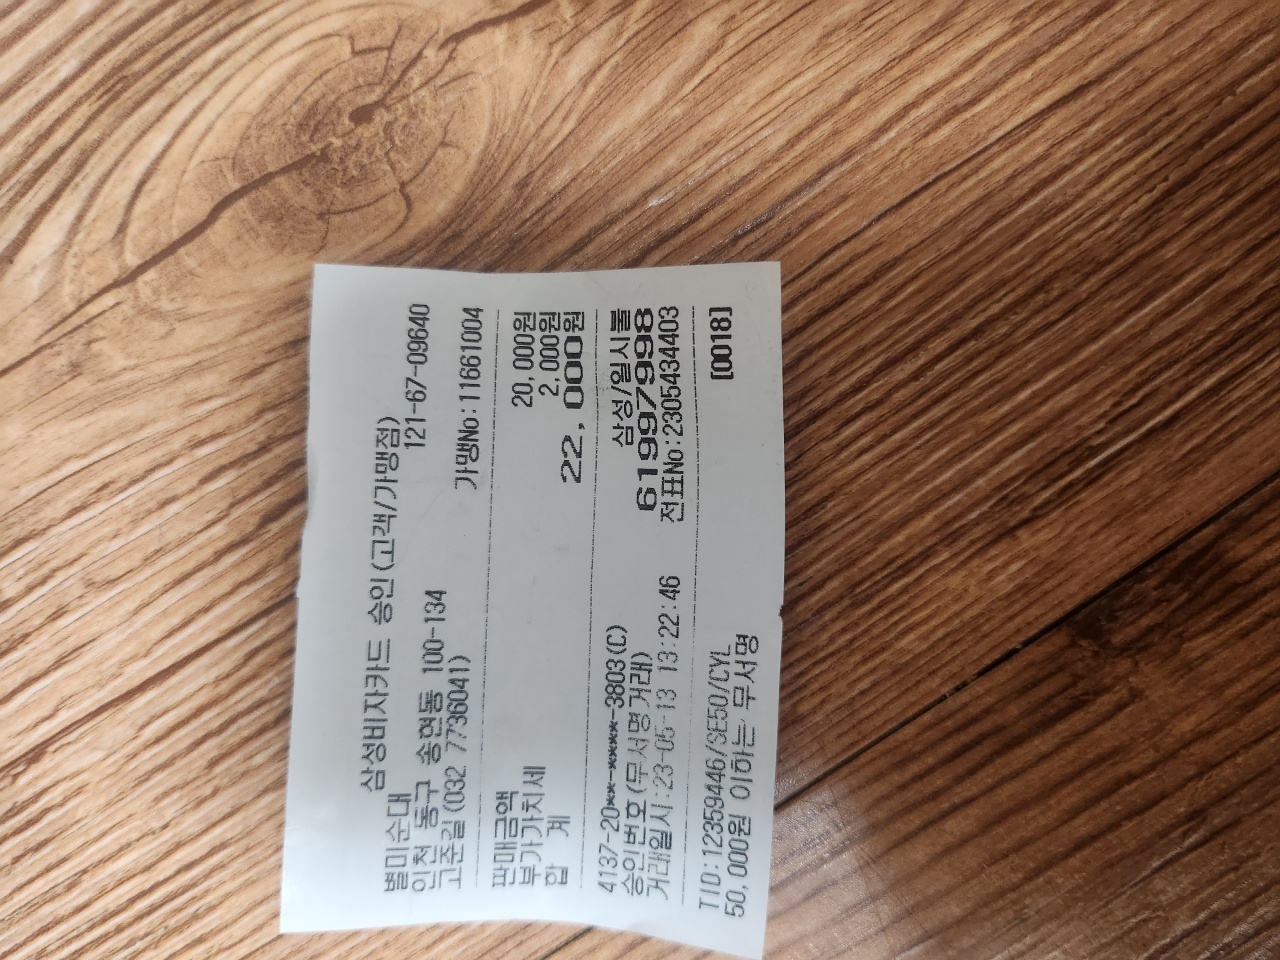 삼성비자카드 승인(고객/가맹점)
별미순대 121-67-09640
인천 동구 송현동 100-134
고준길(032 7736041) 가맹No:11661004
판매금액 20,000원
부가가치세 2,000원
합 계 22,000원
4137-20**-****-3803(C) 삼성/일시불
승인번호(무서명거래) 61997998
거래일시:23-05-13 13:22:46 전표No:2305434403
TID:12359446/SE50/CYL [0018]
50,000원 이하는 무서명